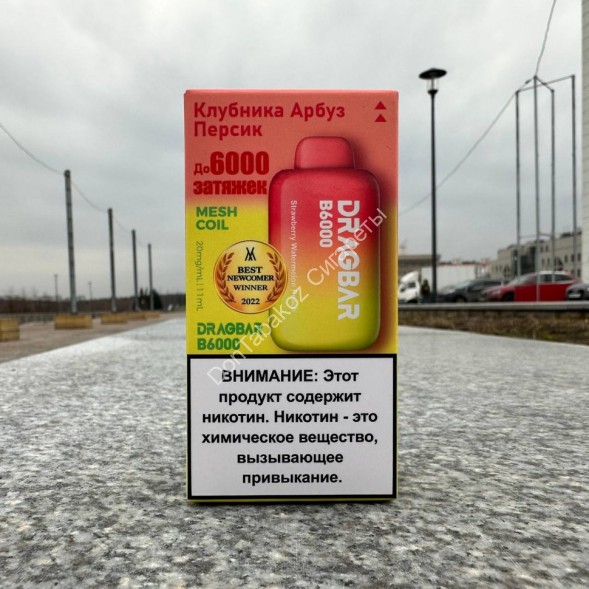 Клубника Арбуз
Персик
До 6000
затяжек
MESH
COIL
20mg/mL | 11mL
BEST
NEWCOMER
WINNER
2022
DRAGBAR
B6000
Strawberry Watermelon
DRAGBAR
B6000
DonTabakoz Сигареты
ВНИМАНИЕ: Этот
продукт содержит
никотин. Никотин - это
химическое вещество,
вызывающее
привыкание.